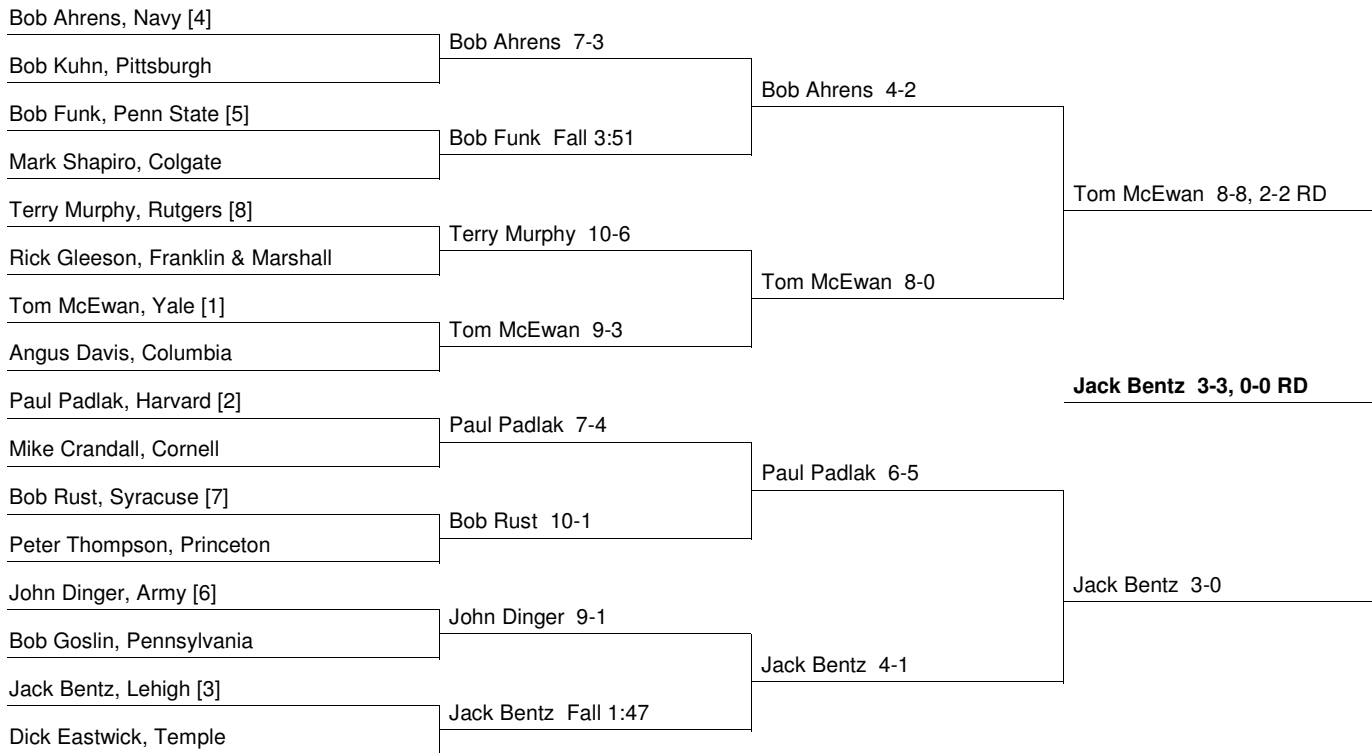 Bob Ahrens, Navy [4]
Bob Kuhn, Pittsburgh
Bob Funk, Penn State [5]
Mark Shapiro, Colgate
Terry Murphy, Rutgers [8]
Rick Gleeson, Franklin & Marshall
Tom McEwan, Yale [1]
Angus Davis, Columbia
Paul Padlak, Harvard [2]
Mike Crandall, Cornell
Bob Rust, Syracuse [7]
Peter Thompson, Princeton
John Dinger, Army [6]
Bob Goslin, Pennsylvania
Jack Bentz, Lehigh [3]
Dick Eastwick, Temple
Bob Ahrens 7-3
Bob Funk Fall 3:51
Terry Murphy 10-6
Tom McEwan 9-3
Paul Padlak 7-4
Bob Rust 10-1
John Dinger 9-1
Jack Bentz Fall 1:47
Bob Ahrens 4-2
Tom McEwan 8-0
Paul Padlak 6-5
Jack Bentz 4-1
Tom McEwan 8-8, 2-2 RD
Jack Bentz 3-3, 0-0 RD
Jack Bentz 3-0